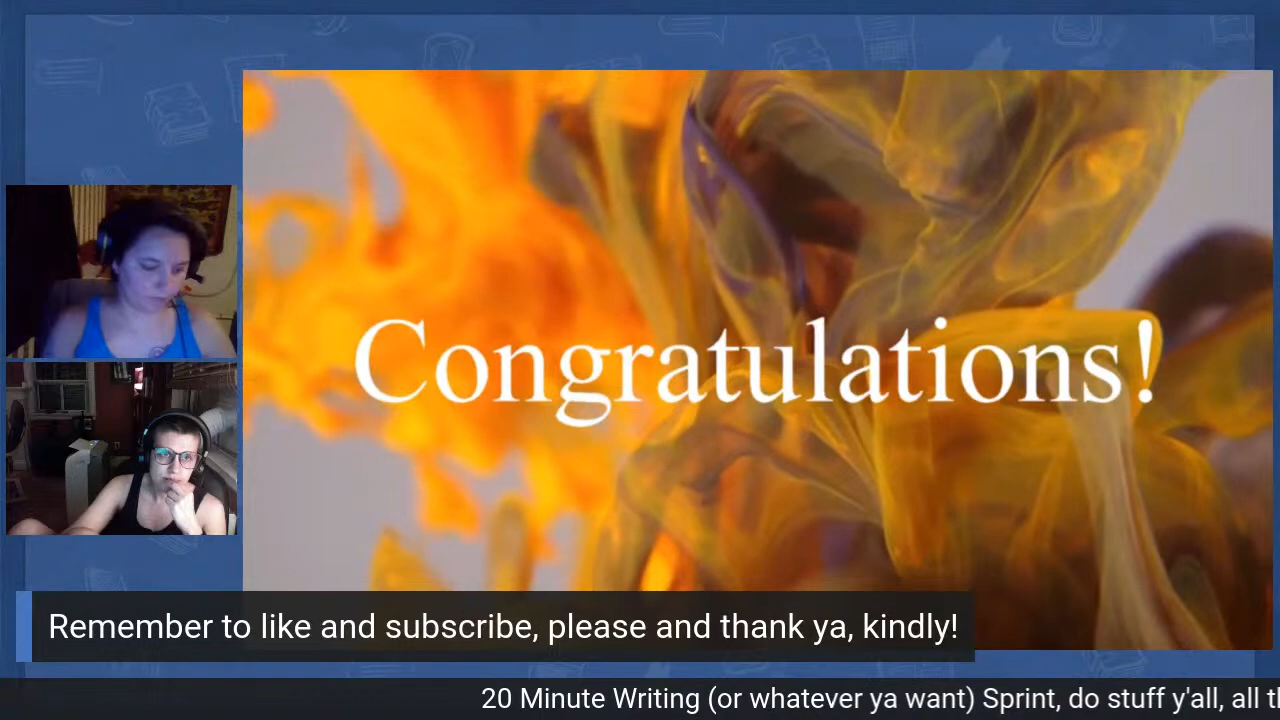 Congratulations!
Remember to like and subscribe, please and thank ya, kindly!
20 Minute Writing (or whatever ya want) Sprint, do stuff y'all, all